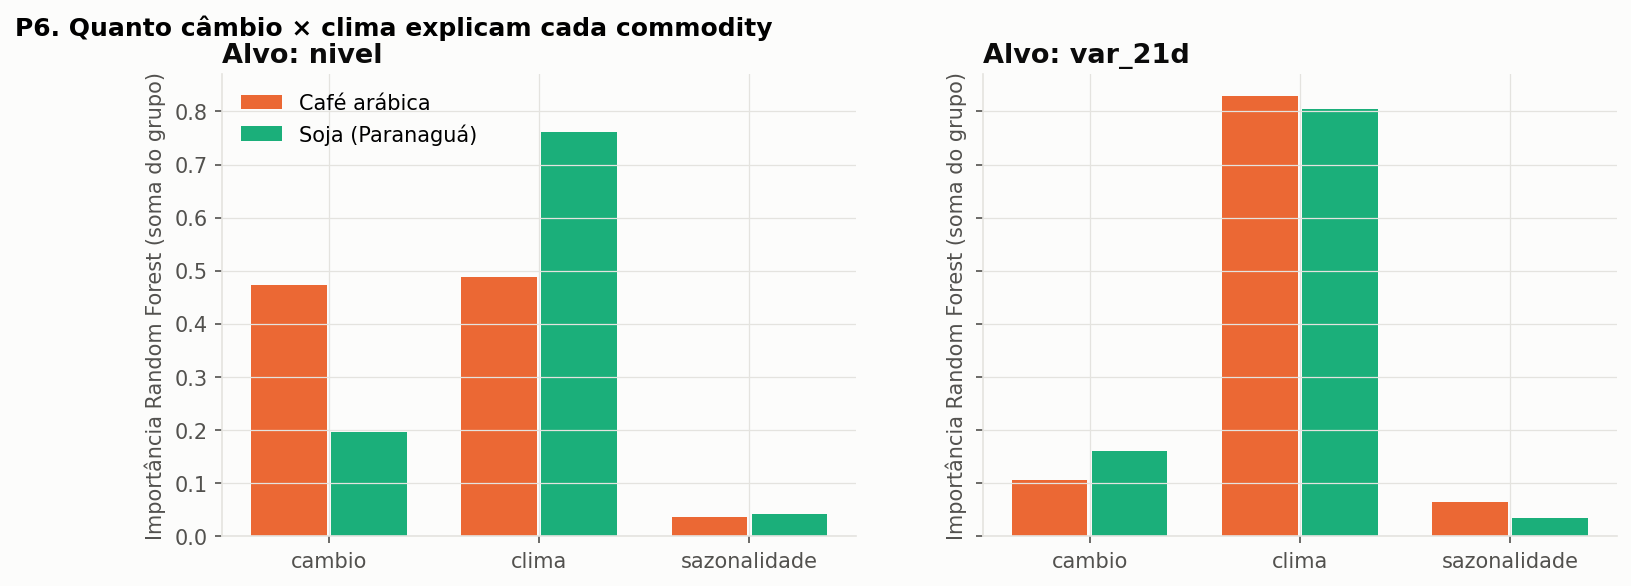 P6. Quanto câmbio × clima explicam cada commodity
Alvo: nivel
Importância Random Forest (soma do grupo)
0.8
0.7
0.6
0.5
0.4
0.3
0.2
0.1
0.0
Café arábica
Soja (Paranaguá)
cambio
clima
sazonalidade
Alvo: var_21d
Importância Random Forest (soma do grupo)
cambio
clima
sazonalidade